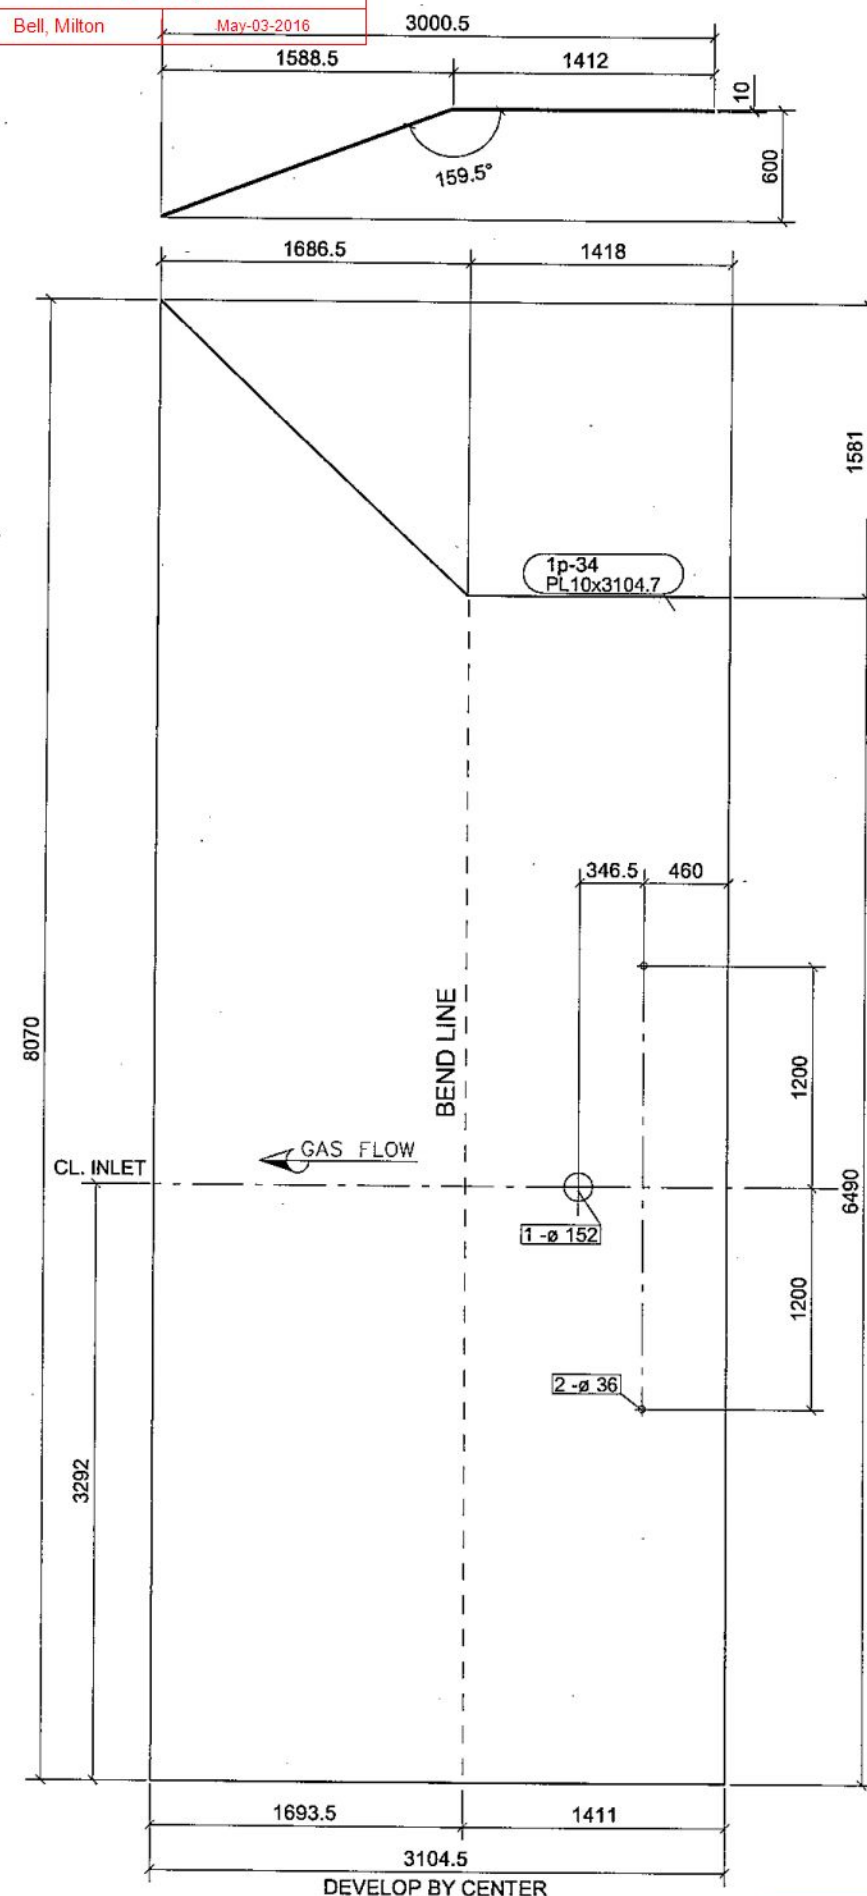 Bell, Milton May-03-2016
3000.5
1588.5 1412
10
159.5°
600
1686.5 1418
1581
1p-34
PL10x3104.7
346.5 460
8070
BEND LINE
1200
GAS FLOW
CL. INLET
6490
1 -ø 152
1200
2 -ø 36
3292
1693.5 1411
3104.5
DEVELOP BY CENTER